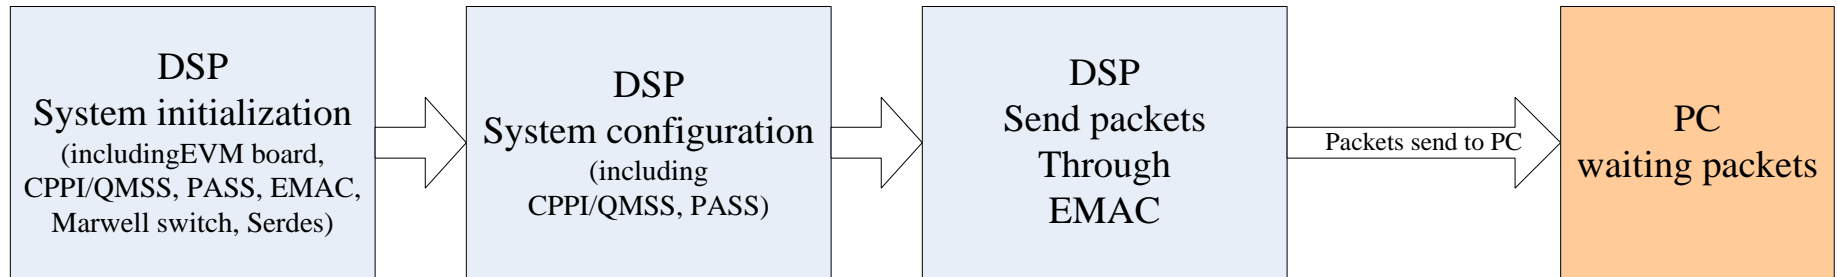 DSP
System initialization
(includingEVM board,
CPPI/QMSS, PASS, EMAC,
Marwell switch, Serdes)
DSP
System configuration
(including
CPPI/QMSS, PASS)
DSP
Send packets
Through
EMAC
Packets send to PC
PC
waiting packets